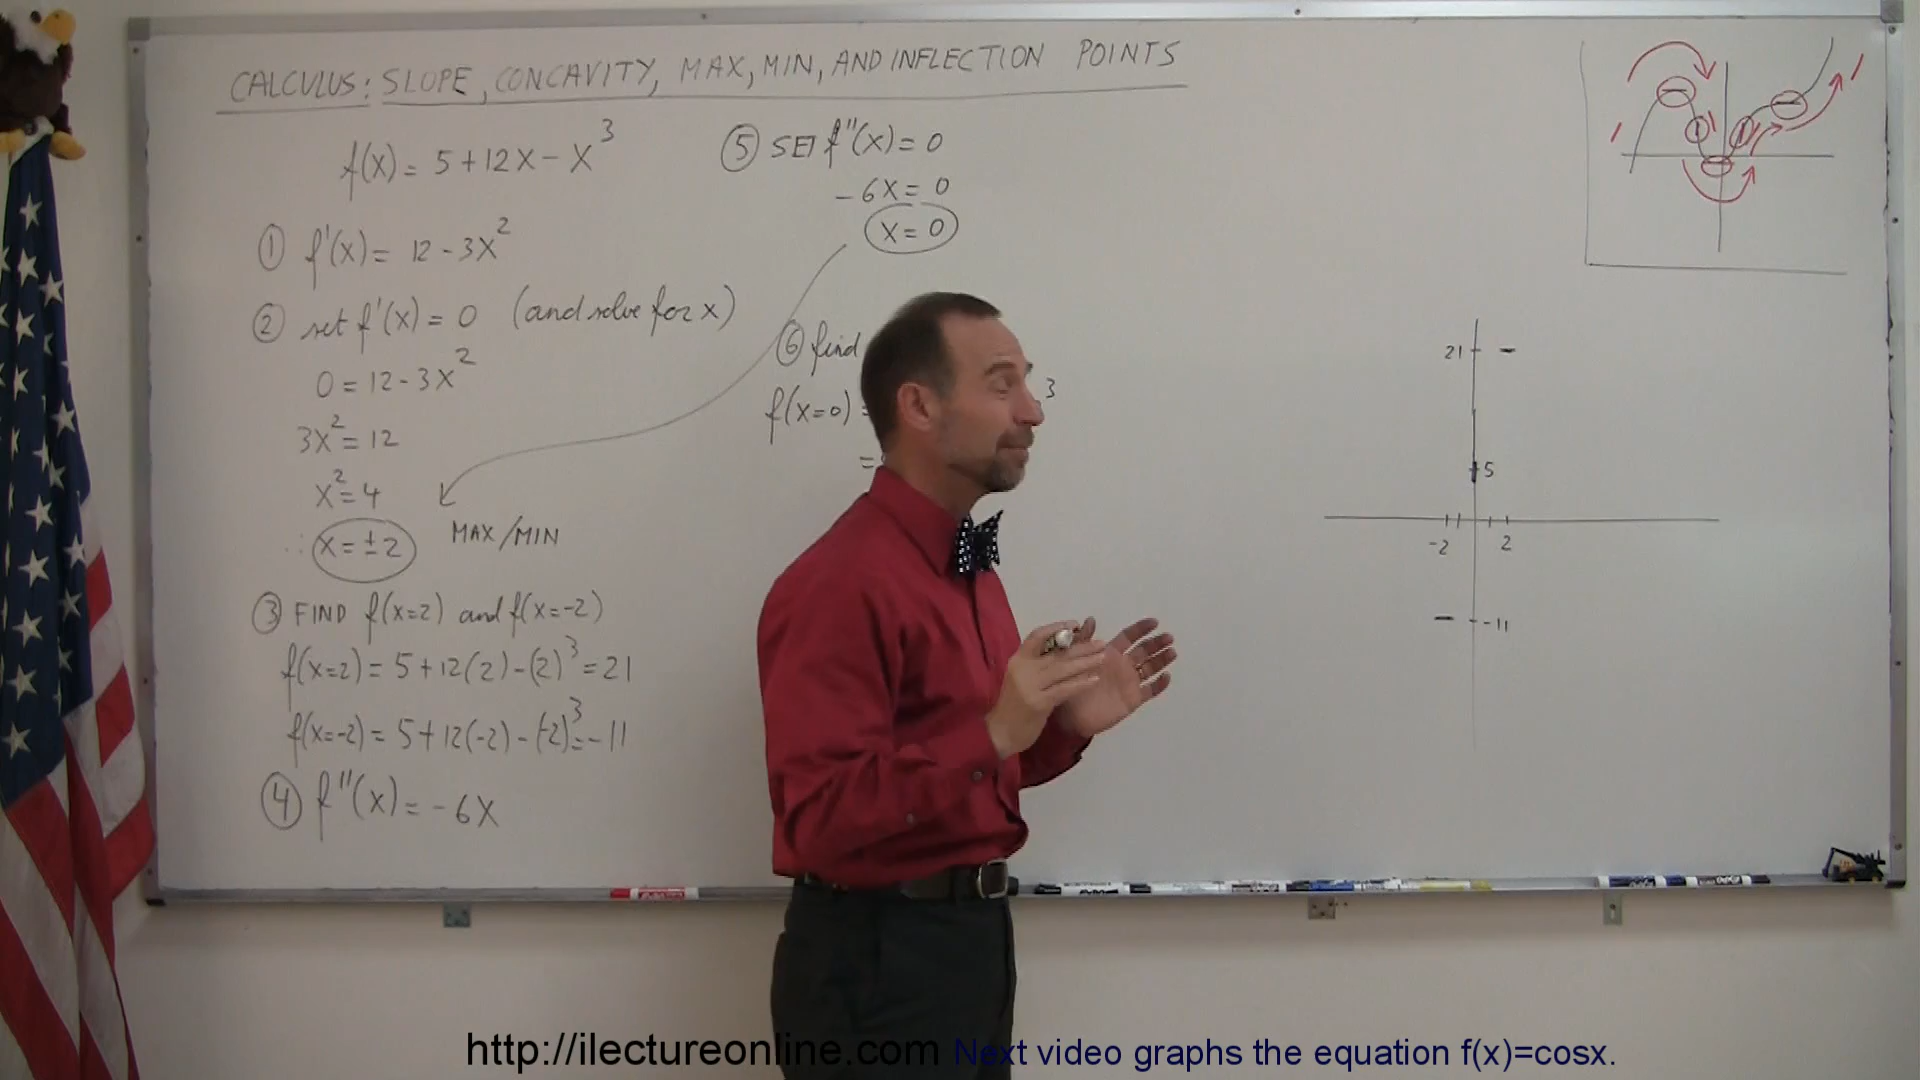 CALCULUS: SLOPE, CONCAVITY, MAX, MIN, AND INFLECTION POINTS
f(x) = 5 + 12x - x³
① f'(x) = 12 - 3x²
② set f'(x) = 0 (and solve for x)
0 = 12 - 3x²
3x² = 12
x² = 4
∴ x = ±2
MAX/MIN
③ FIND f(x=2) and f(x=-2)
f(x=2) = 5 + 12(2) - (2)³ = 21
f(x=-2) = 5 + 12(-2) - (-2)³ = -11
④ f''(x) = -6x
⑤ SET f''(x) = 0
-6x = 0
x = 0
⑥ find
f(x=0) =
3
=
21
5
-2 2
-11
http://ilectureonline.com Next video graphs the equation f(x)=cosx.